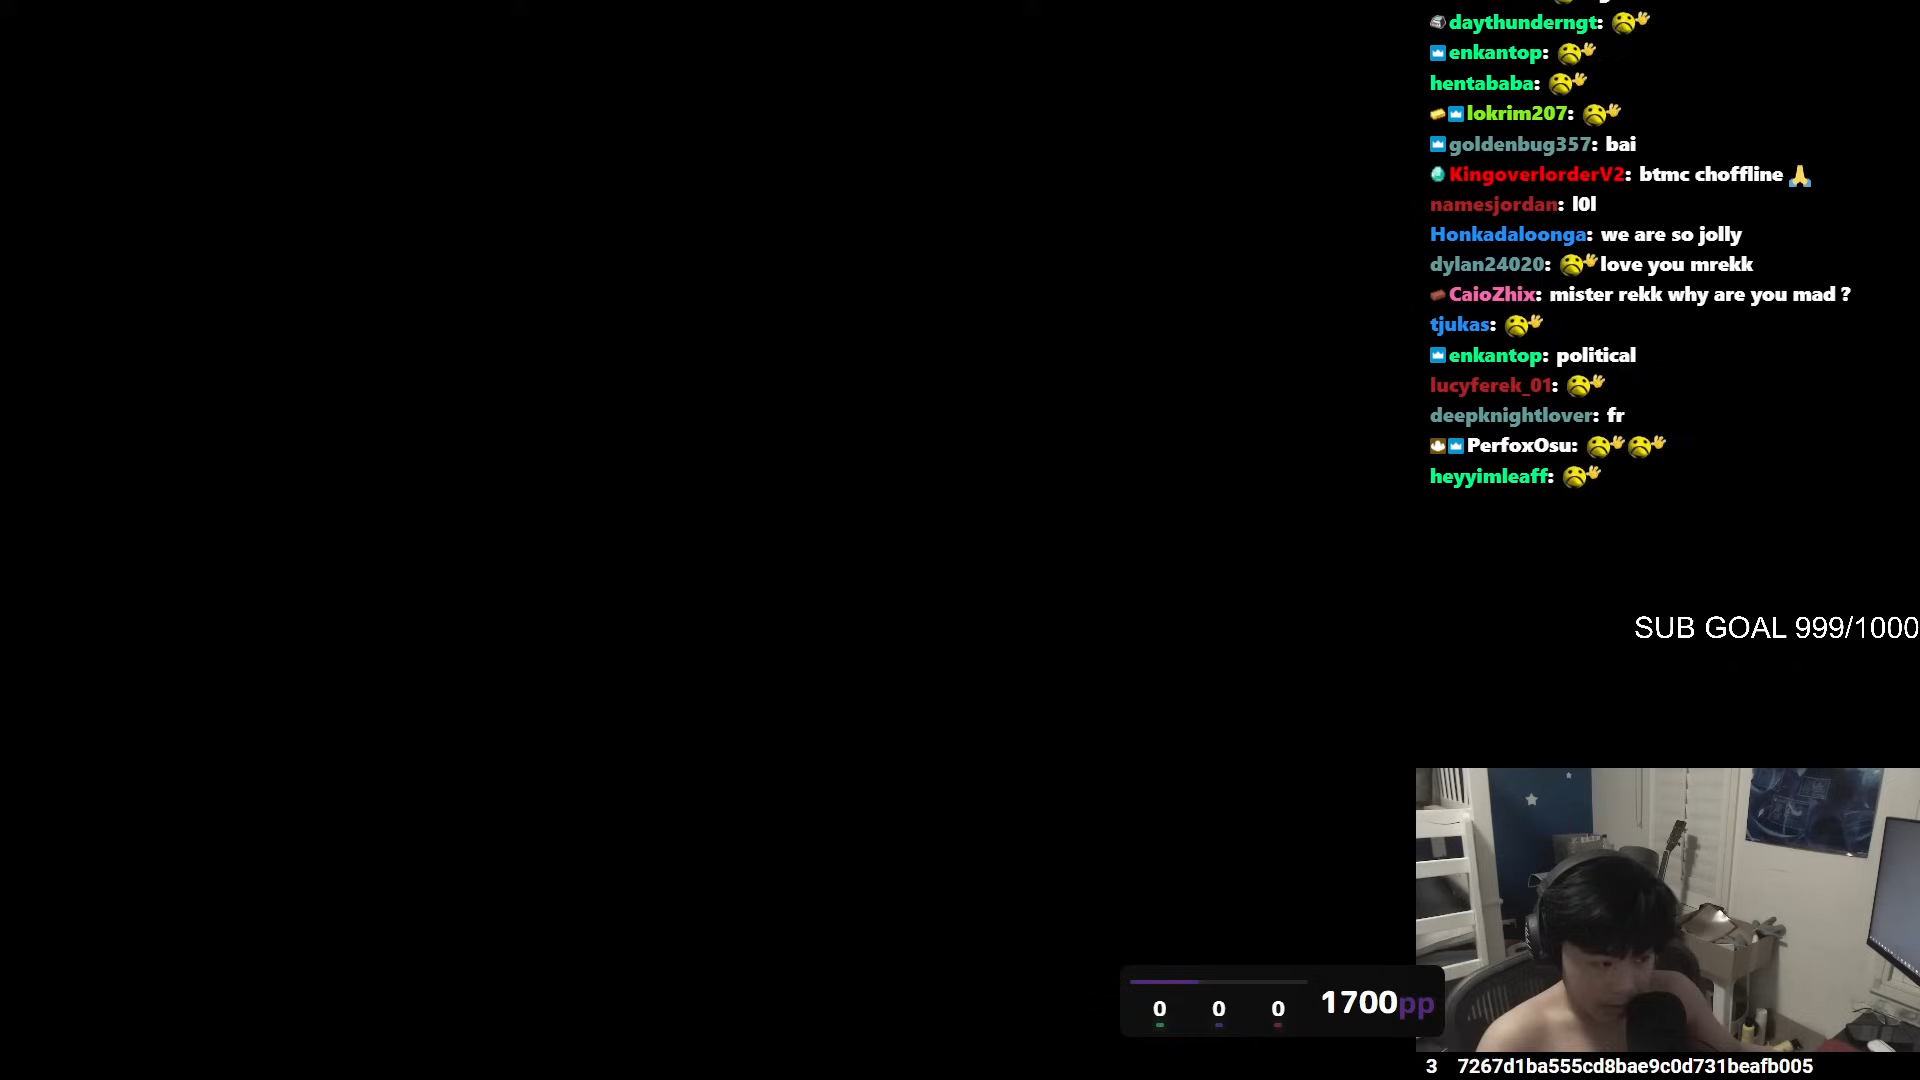 daythunderngt:
enkantop:
hentababa:
lokrim207:
goldenbug357: bai
KingoverlorderV2: btmc choffline
namesjordan: l0l
Honkadaloonga: we are so jolly
dylan24020: love you mrekk
CaioZhix: mister rekk why are you mad ?
tjukas:
enkantop: political
lucyferek_01:
deepknightlover: fr
PerfoxOsu:
heyyimleaff:
SUB GOAL 999/1000
0 0 0 1700pp
3 7267d1ba555cd8bae9c0d731beafb005